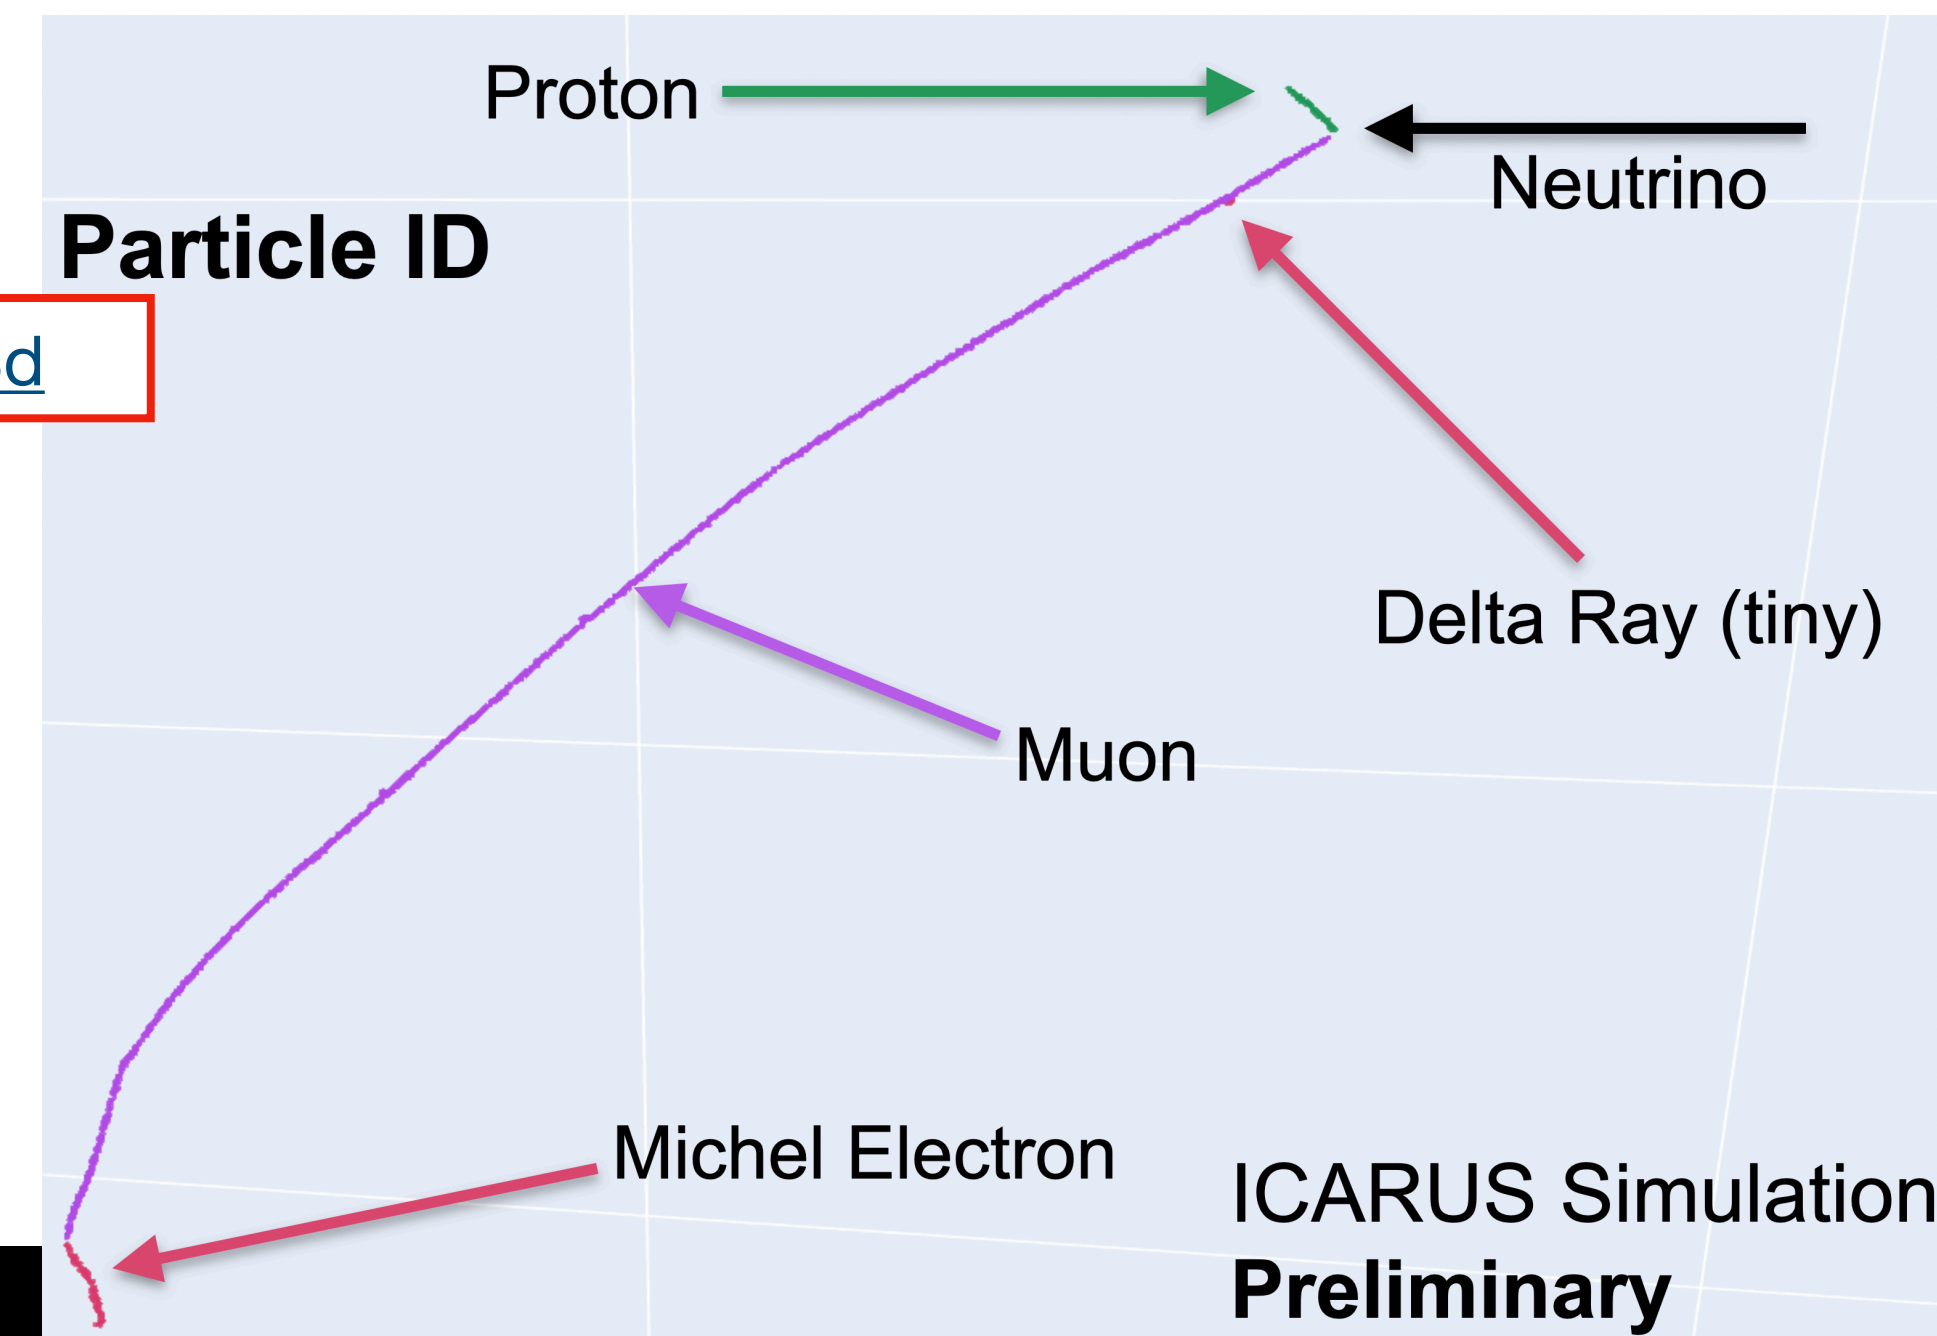 Proton
Neutrino
Particle ID
Delta Ray (tiny)
Muon
Michel Electron
ICARUS Simulation
Preliminary